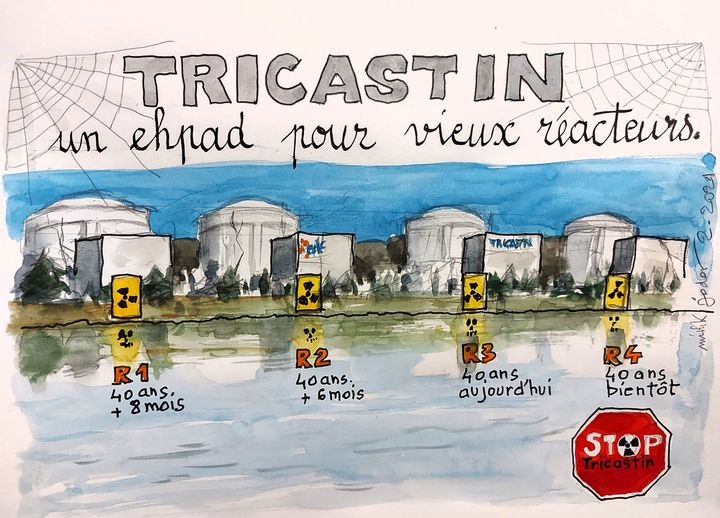 TRICASTIN
un ehpad pour vieux réacteurs.
edf
TRICASTIN
R1
40 ans.
+ 8 mois
R2
40 ans.
+ 6 mois
R3
40 ans
aujourd'hui
R4
40 ans
bientôt
STOP
Tricastin